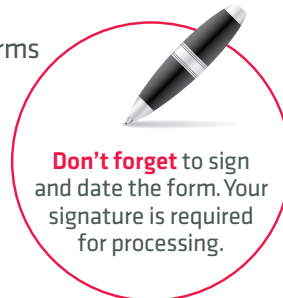 rms
Don't forget to sign
and date the form. Your
signature is required
for processing.